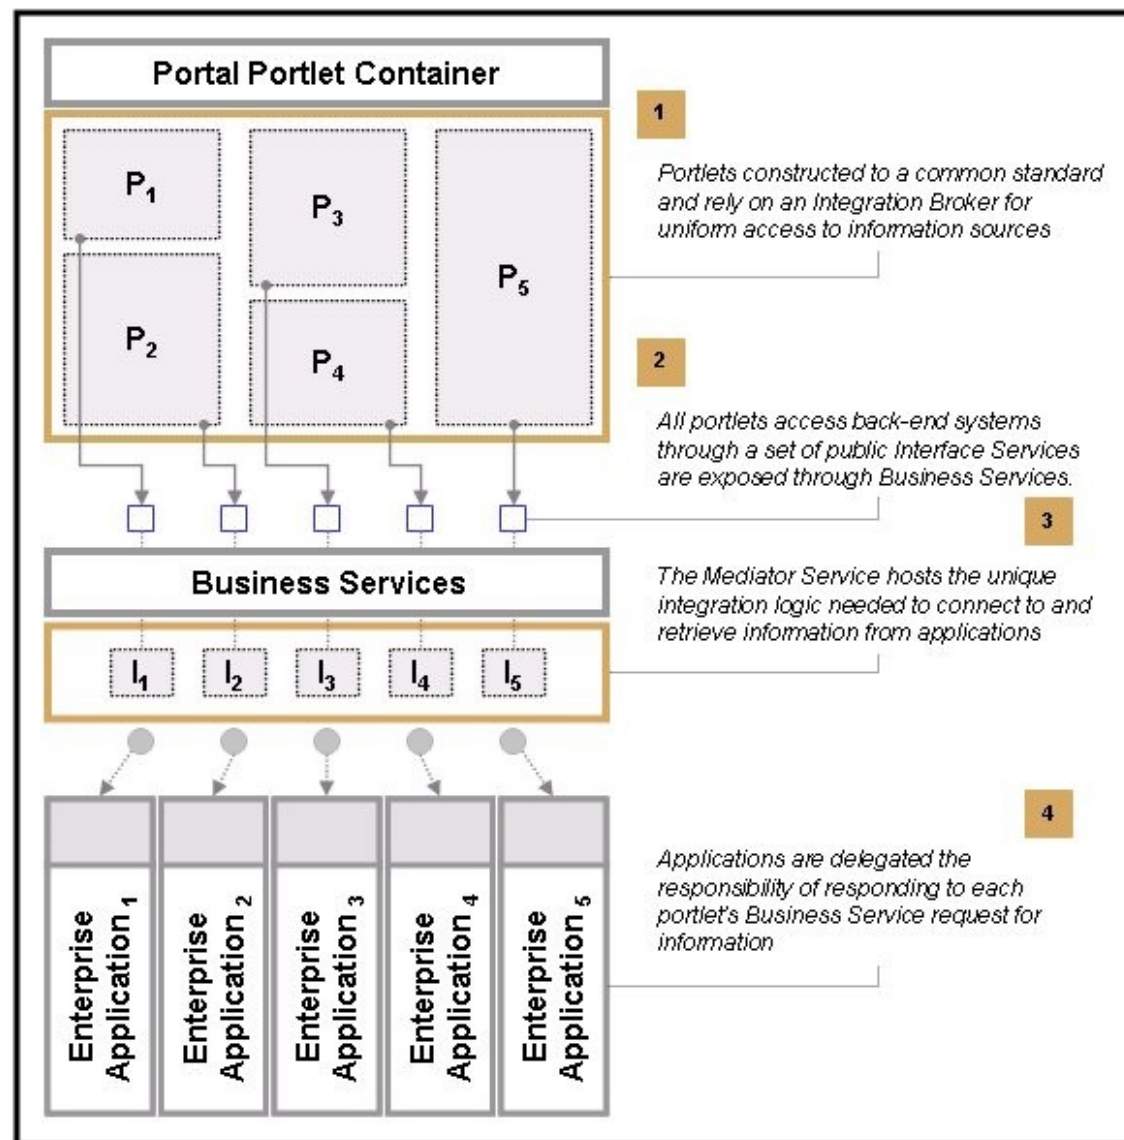 Portal Portlet Container
P1
P2
P3
P4
P5
1
Portlets constructed to a common standard
and rely on an Integration Broker for
uniform access to information sources
2
All portlets access back-end systems
through a set of public Interface Services
are exposed through Business Services.
3
The Mediator Service hosts the unique
integration logic needed to connect to and
retrieve information from applications
Business Services
I1 I2 I3 I4 I5
4
Applications are delegated the
responsibility of responding to each
portlet's Business Service request for
information
Enterprise
Application 1
Enterprise
Application 2
Enterprise
Application 3
Enterprise
Application 4
Enterprise
Application 5